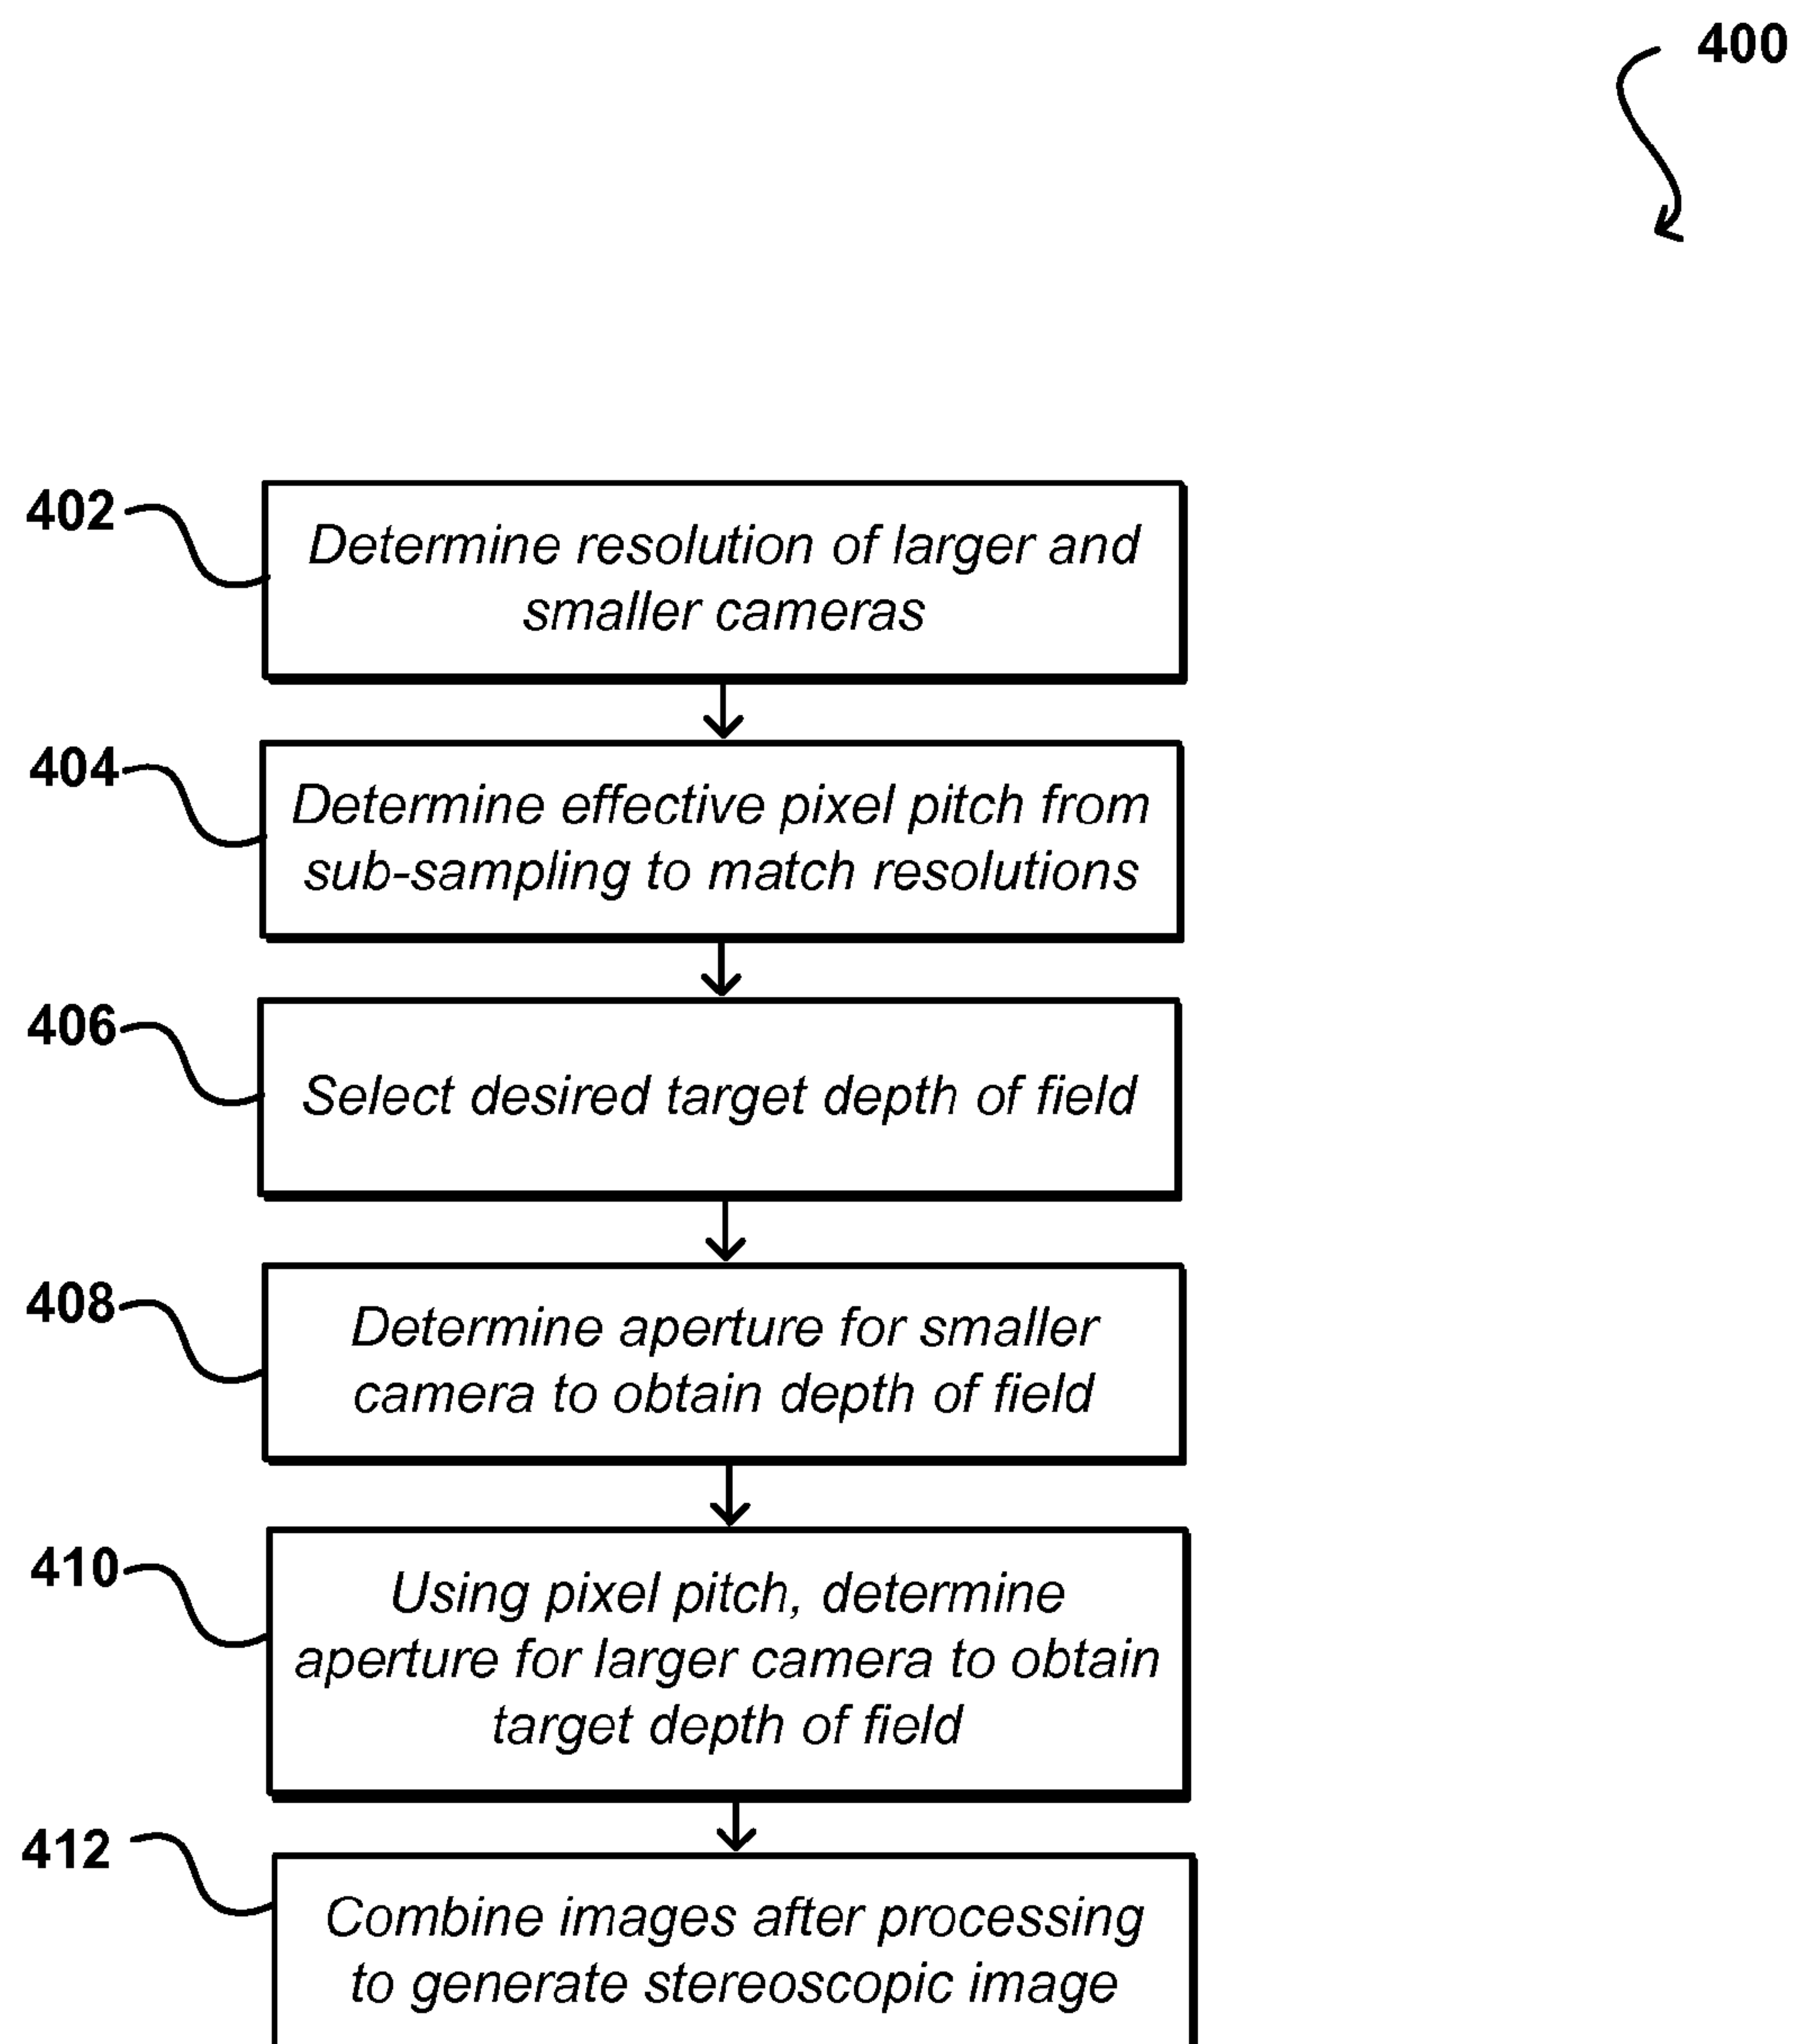 400
402
Determine resolution of larger and
smaller cameras
404
Determine effective pixel pitch from
sub-sampling to match resolutions
406
Select desired target depth of field
408
Determine aperture for smaller
camera to obtain depth of field
410
Using pixel pitch, determine
aperture for larger camera to obtain
target depth of field
412
Combine images after processing
to generate stereoscopic image